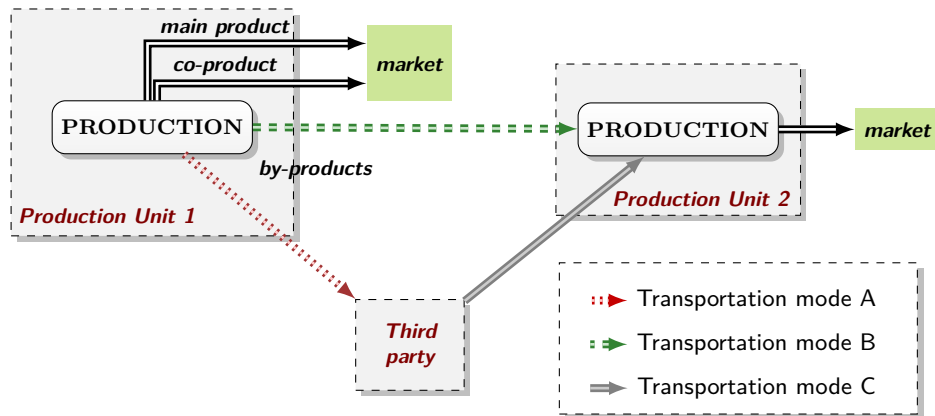 main product
co-product
market
PRODUCTION
by-products
Production Unit 1
PRODUCTION
market
Production Unit 2
Third
party
Transportation mode A
Transportation mode B
Transportation mode C